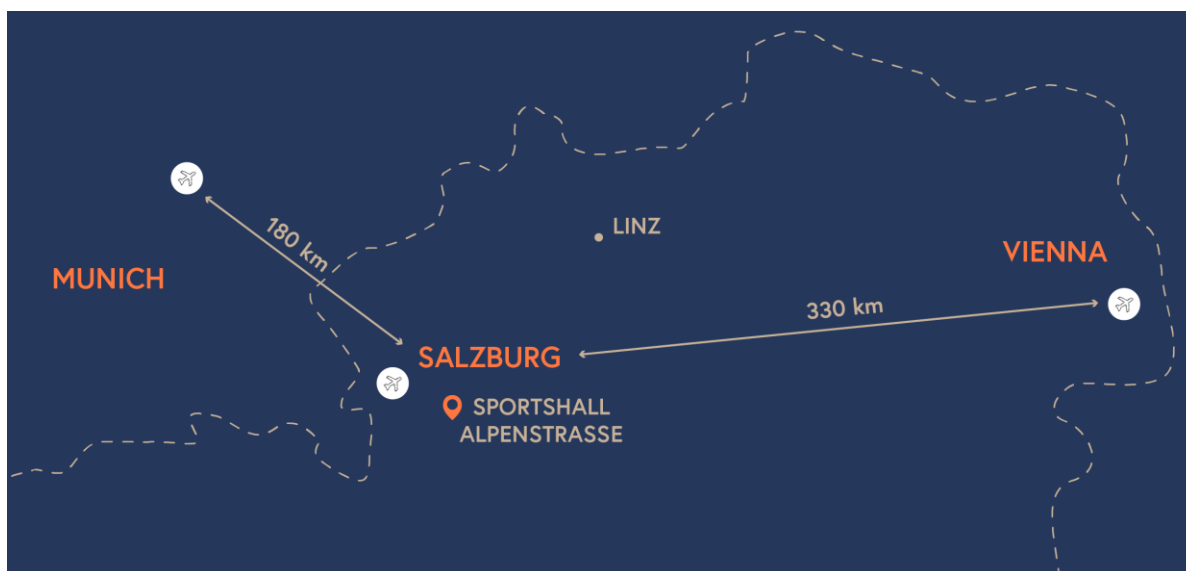 LINZ
180 km
VIENNA
MUNICH
330 km
SALZBURG
SPORTSHALL
ALPENSTRASSE